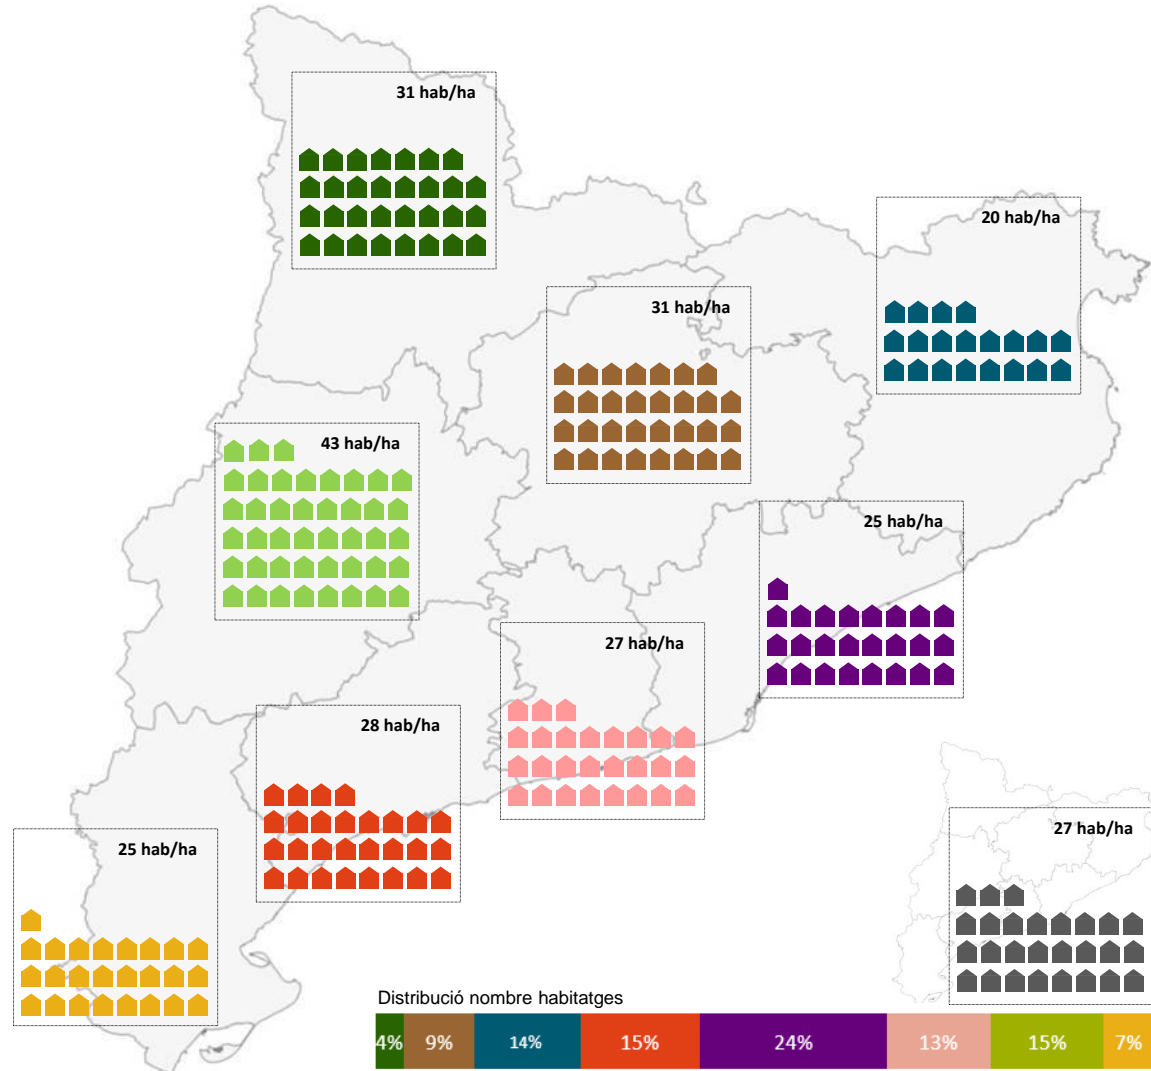 31 hab/ha
20 hab/ha
31 hab/ha
43 hab/ha
25 hab/ha
27 hab/ha
28 hab/ha
25 hab/ha
27 hab/ha
Distribució nombre habitatges
4% 9% 14% 15% 24% 13% 15% 7%